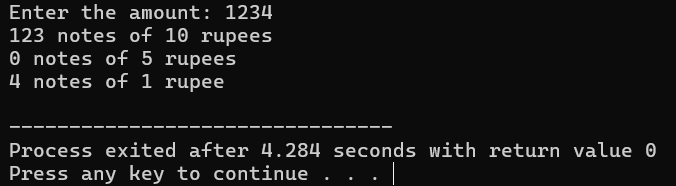 Enter the amount: 1234
123 notes of 10 rupees
0 notes of 5 rupees
4 notes of 1 rupee
--------------------------------
Process exited after 4.284 seconds with return value 0
Press any key to continue . . .